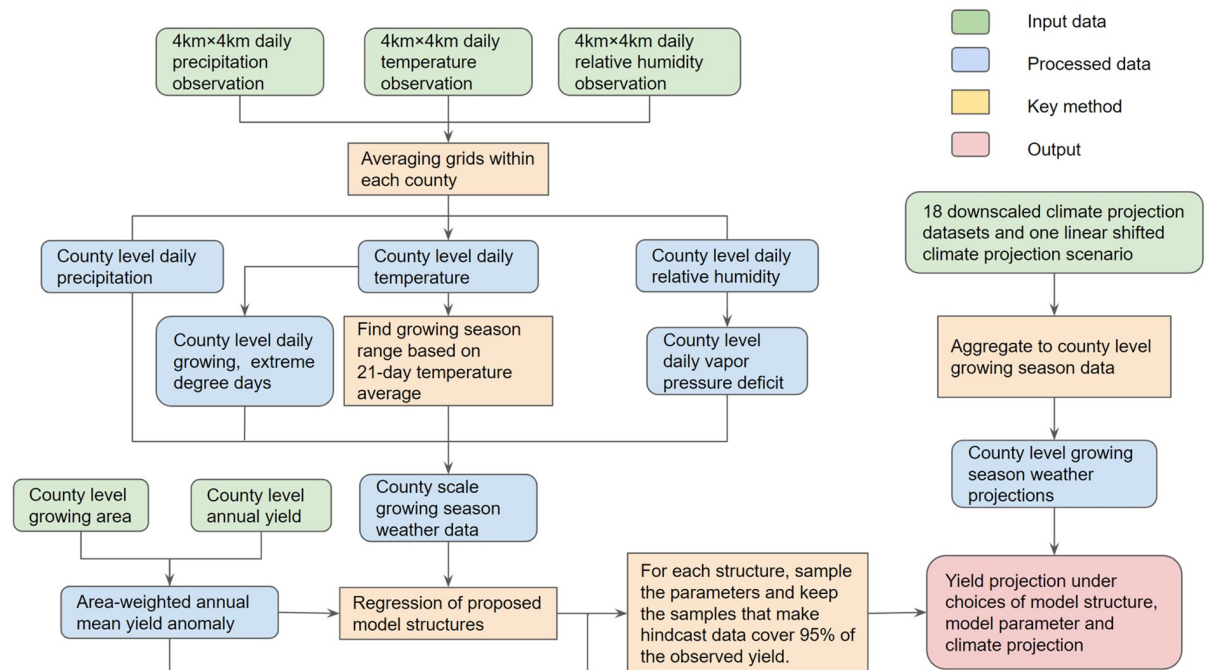 4km×4km daily
precipitation
observation
4km×4km daily
temperature
observation
4km×4km daily
relative humidity
observation
Input data
Processed data
Key method
Output
Averaging grids within
each county
18 downscaled climate projection
datasets and one linear shifted
climate projection scenario
County level daily
precipitation
County level daily
temperature
County level daily
relative humidity
County level daily
growing, extreme
degree days
Find growing season
range based on
21-day temperature
average
County level
daily vapor
pressure deficit
Aggregate to county level
growing season data
County level growing
season weather
projections
County level
growing area
County level
annual yield
County scale
growing season
weather data
Area-weighted annual
mean yield anomaly
Regression of proposed
model structures
For each structure, sample
the parameters and keep
the samples that make
hindcast data cover 95% of
the observed yield.
Yield projection under
choices of model structure,
model parameter and
climate projection